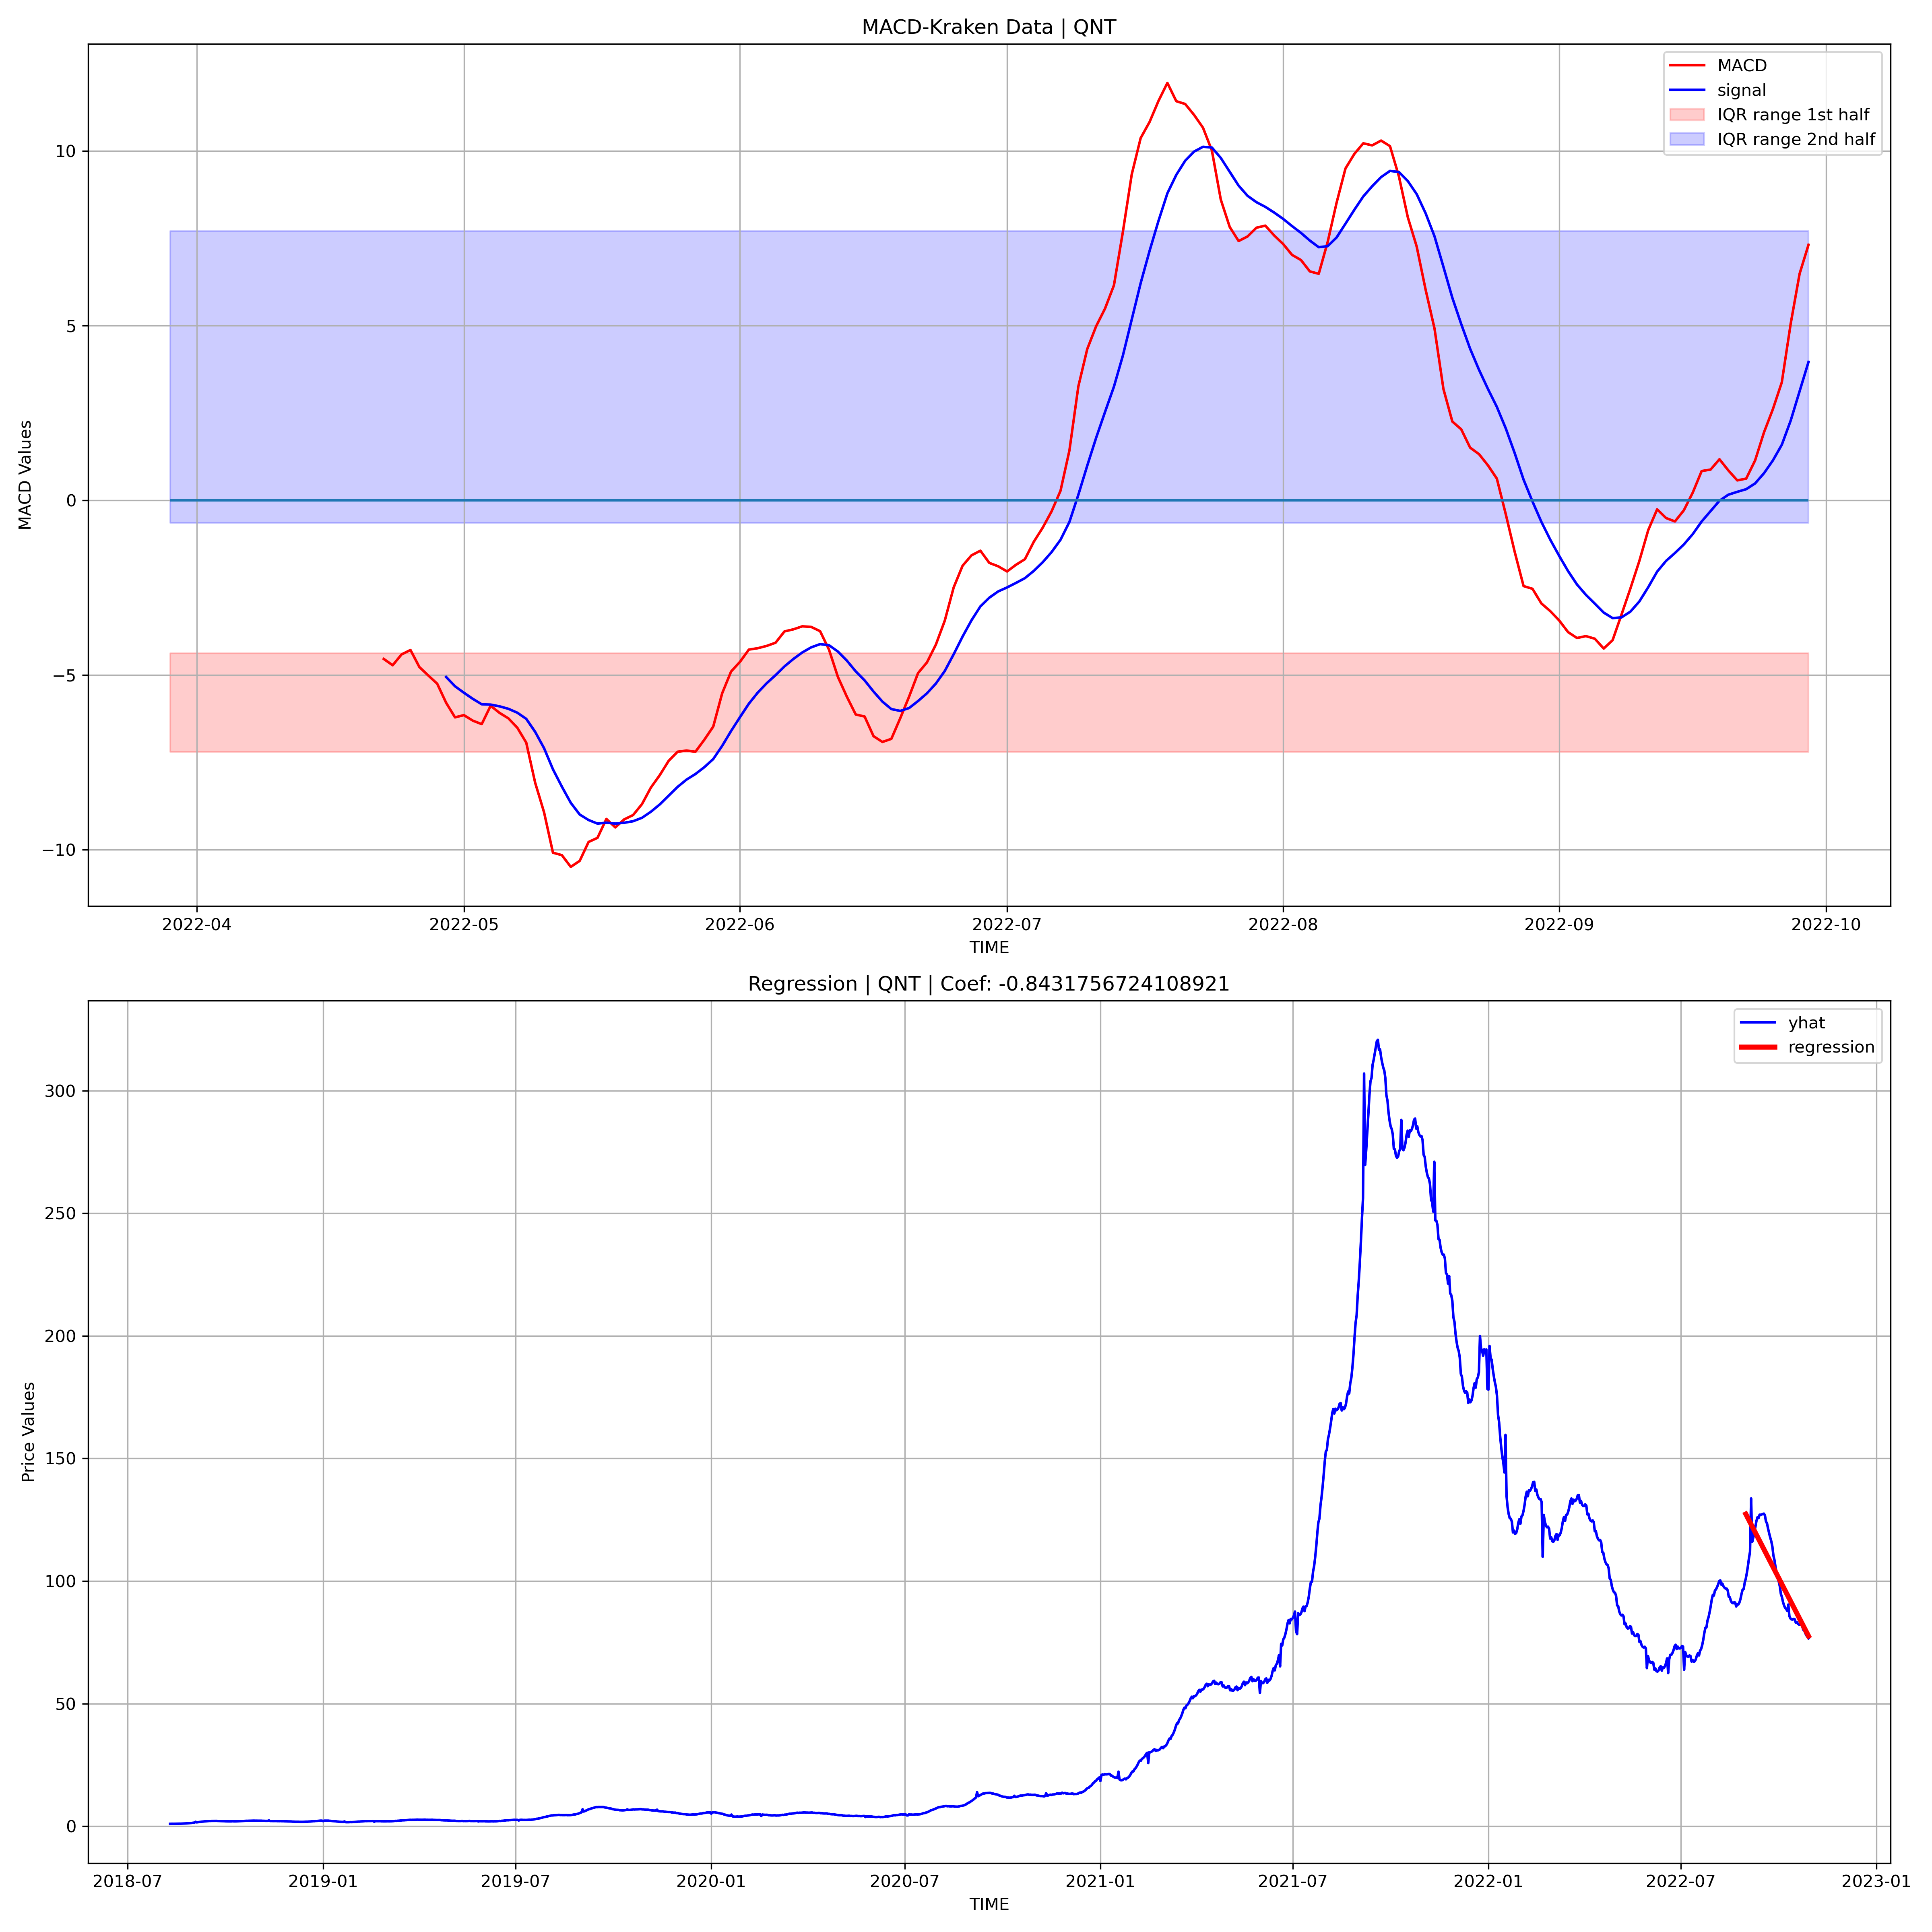 MACD-Kraken Data | QNT
MACD
signal
IQR range 1st half
IQR range 2nd half
MACD Values
10
5
0
−5
−10
2022-04
2022-05
2022-06
2022-07
2022-08
2022-09
2022-10
TIME
Regression | QNT | Coef: -0.8431756724108921
yhat
regression
Price Values
300
250
200
150
100
50
0
2018-07
2019-01
2019-07
2020-01
2020-07
2021-01
2021-07
2022-01
2022-07
2023-01
TIME